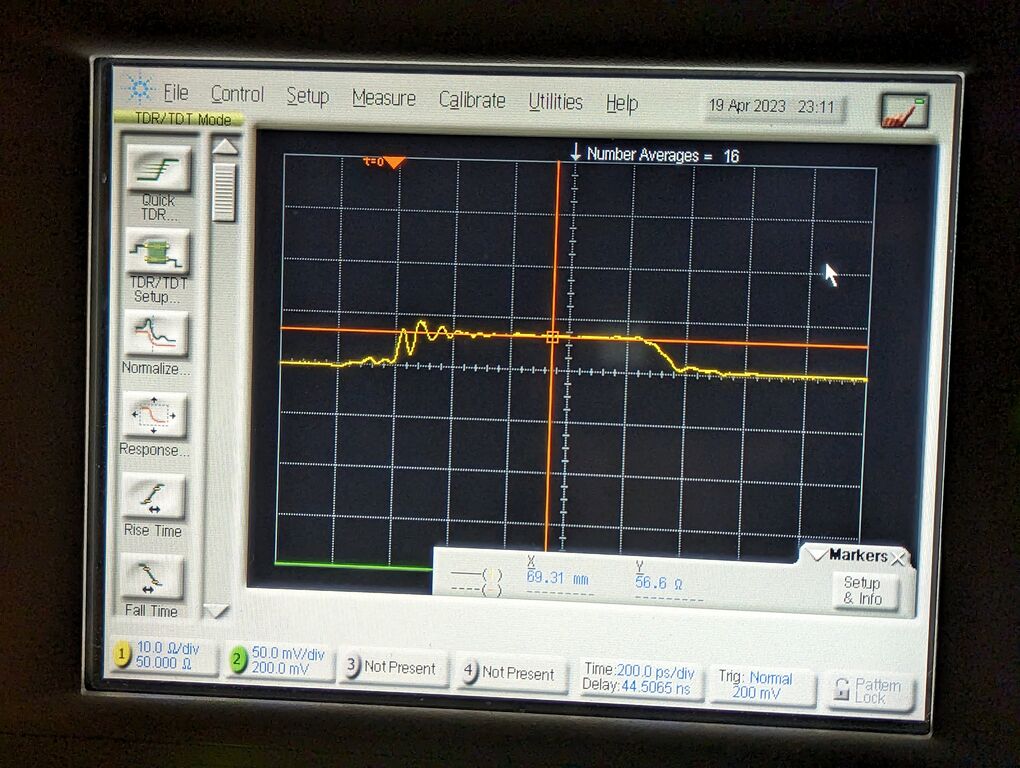 File Control Setup Measure Calibrate Utilities Help 19 Apr 2023 23:11
TDR/TDT Mode
t=0
Number Averages = 16
Quick
TDR...
TDR/TDT
Setup...
Normalize...
Response...
Rise Time
Fall Time
Markers
X
69.31 mm
Y
56.6 Ω
Setup
& Info
1 10.0 Ω/div
50.000 Ω
2 50.0 mV/div
200.0 mV
3 Not Present
4 Not Present
Time:200.0 ps/div
Delay:44.5065 ns
Trig: Normal
200 mV
Pattern
Lock